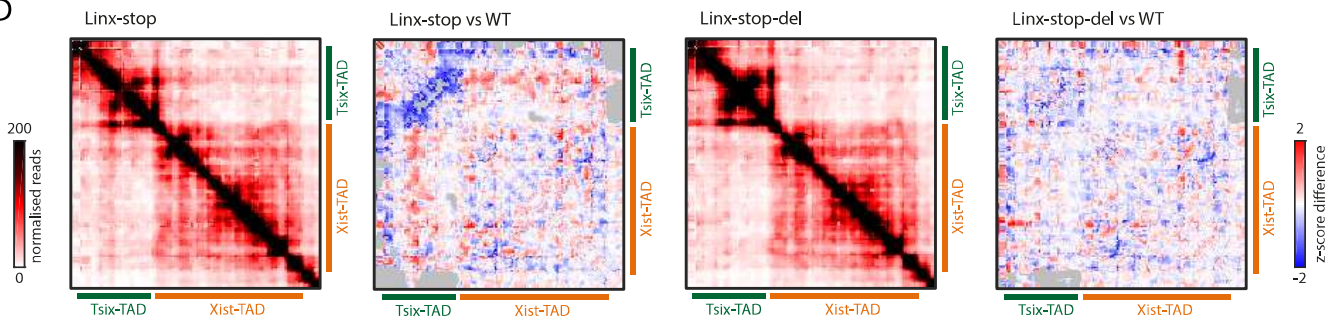 D
Linx-stop
Linx-stop vs WT
Linx-stop-del
Linx-stop-del vs WT
200
normalised reads
0
Tsix-TAD
Xist-TAD
Tsix-TAD
Xist-TAD
Tsix-TAD
Xist-TAD
Tsix-TAD
Xist-TAD
2
z-score difference
-2
Tsix-TAD
Xist-TAD
Tsix-TAD
Xist-TAD
Tsix-TAD
Xist-TAD
Tsix-TAD
Xist-TAD